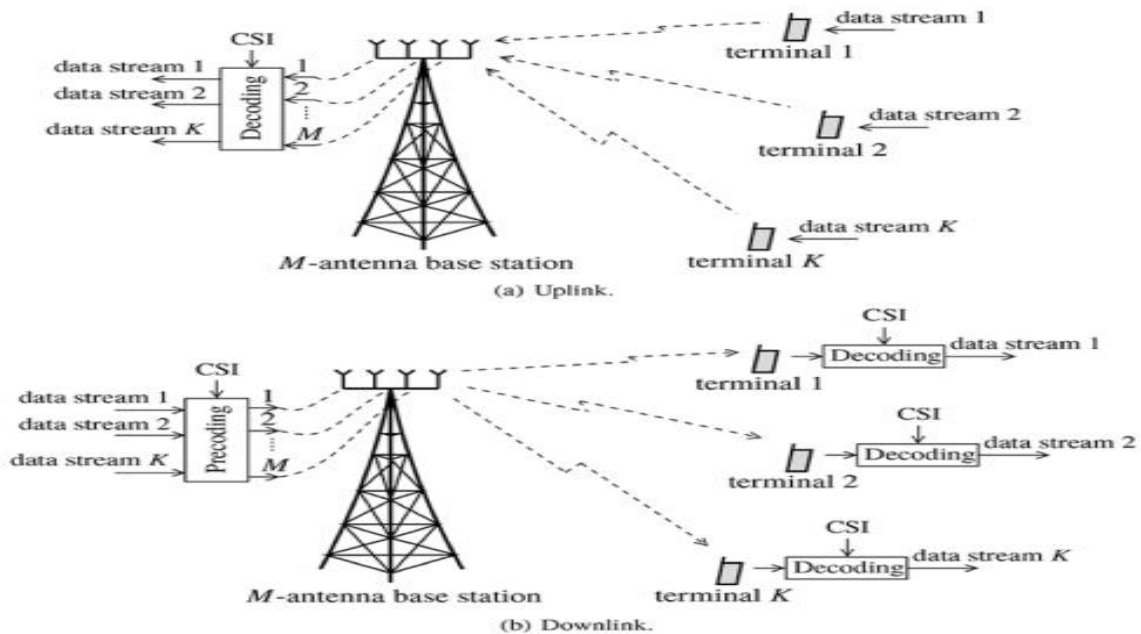 CSI
data stream 1
data stream 2
data stream K
Decoding
1
2
M
M-antenna base station
data stream 1
terminal 1
data stream 2
terminal 2
data stream K
terminal K
(a) Uplink.
CSI
data stream 1
data stream 2
data stream K
Precoding
1
2
M
M-antenna base station
CSI
Decoding
data stream 1
terminal 1
CSI
Decoding
data stream 2
terminal 2
CSI
Decoding
data stream K
terminal K
(b) Downlink.